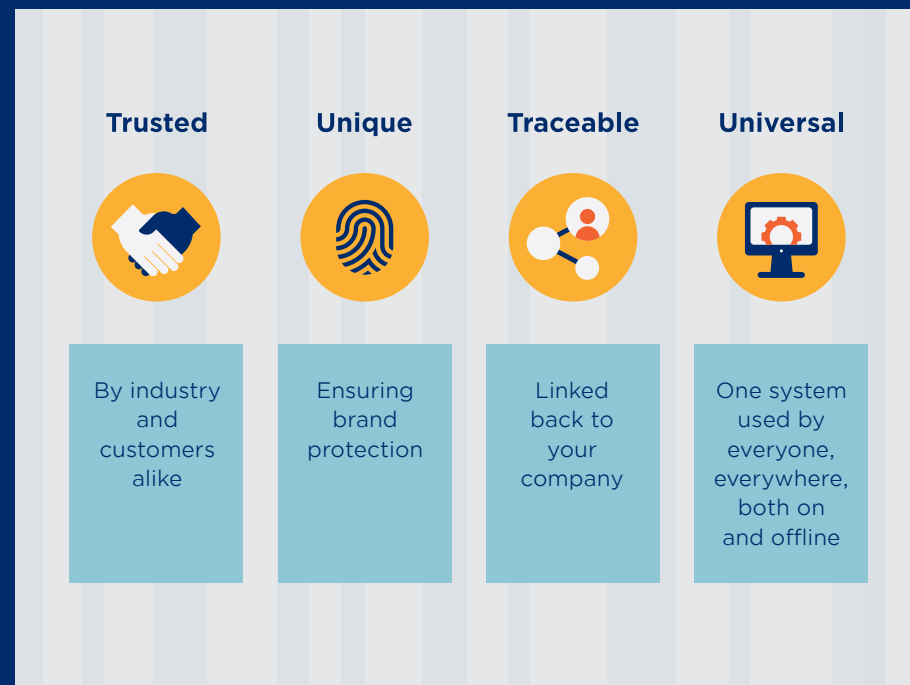 Trusted
Unique
Traceable
Universal
By industry
and
customers
alike
Ensuring
brand
protection
Linked
back to
your
company
One system
used by
everyone,
everywhere,
both on
and offline